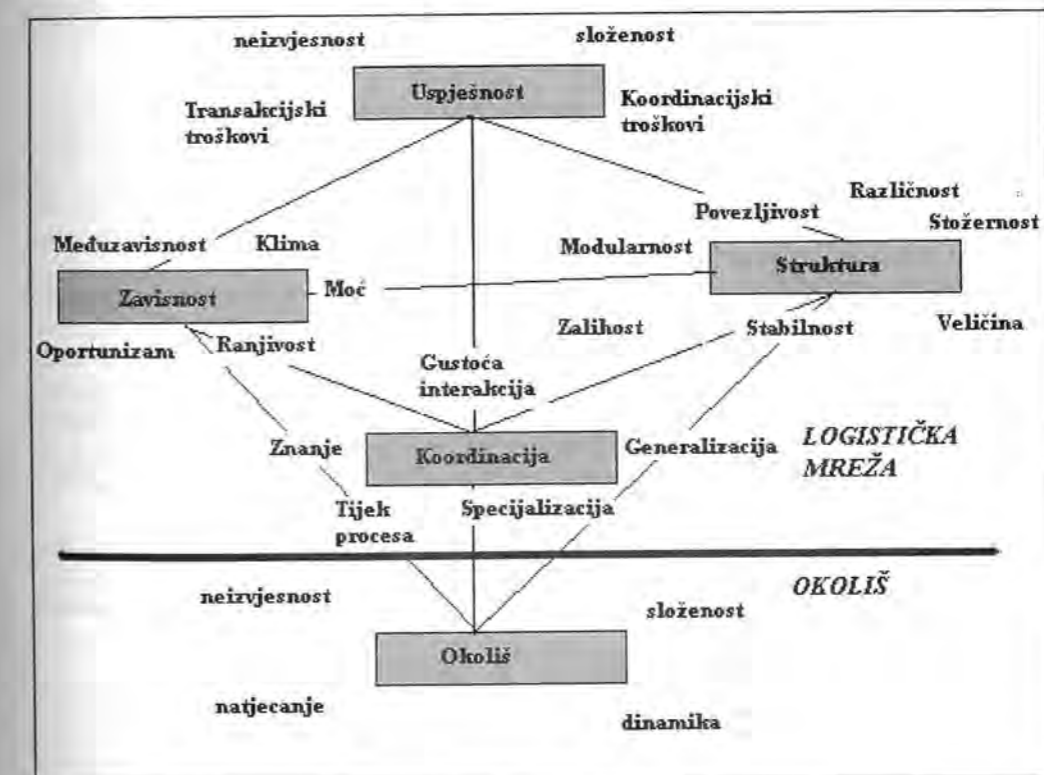 neizvjesnost
složenost
Uspješnost
Transakcijski
troškovi
Koordinacijski
troškovi
Različnost
Povezljivost
Stožernost
Međuzavisnost
Klima
Modularnost
Struktura
Zavisnost
Moć
Zalihost
Stabilnost
Veličina
Oportunizam
Ranjivost
Gustoća
interakcija
Znanje
Koordinacija
Generalizacija
LOGISTIČKA
MREŽA
Tijek
procesa
Specijalizacija
OKOLIŠ
neizvjesnost
složenost
Okoliš
natjecanje
dinamika